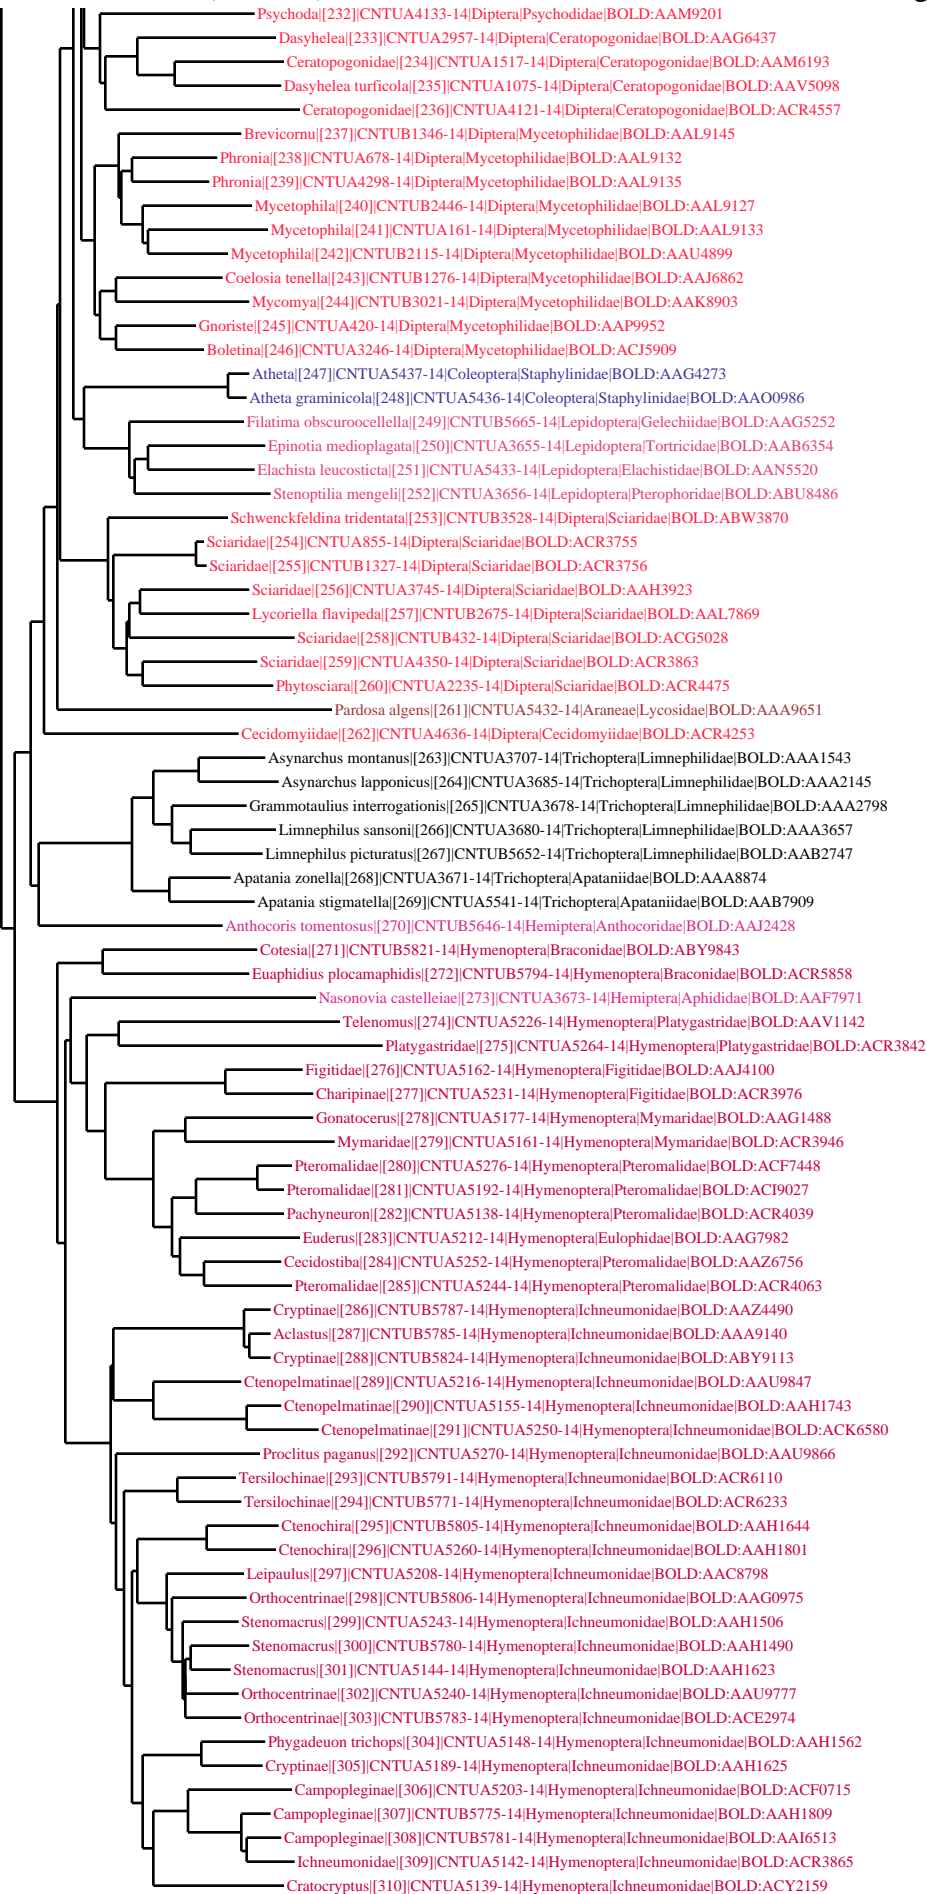 Psychoda|[232]|CNTUA4133-14|Diptera|Psychodidae|BOLD:AAM9201
Dasyhelea|[233]|CNTUA2957-14|Diptera|Ceratopogonidae|BOLD:AAG6437
Ceratopogonidae|[234]|CNTUA1517-14|Diptera|Ceratopogonidae|BOLD:AAM6193
Dasyhelea turficola|[235]|CNTUA1075-14|Diptera|Ceratopogonidae|BOLD:AAV5098
Ceratopogonidae|[236]|CNTUA4121-14|Diptera|Ceratopogonidae|BOLD:ACR4557
Brevicornu|[237]|CNTUB1346-14|Diptera|Mycetophilidae|BOLD:AAL9145
Phronia|[238]|CNTUA678-14|Diptera|Mycetophilidae|BOLD:AAL9132
Phronia|[239]|CNTUA4298-14|Diptera|Mycetophilidae|BOLD:AAL9135
Mycetophila|[240]|CNTUB2446-14|Diptera|Mycetophilidae|BOLD:AAL9127
Mycetophila|[241]|CNTUA161-14|Diptera|Mycetophilidae|BOLD:AAL9133
Mycetophila|[242]|CNTUB2115-14|Diptera|Mycetophilidae|BOLD:AAU4899
Coelosia tenella|[243]|CNTUB1276-14|Diptera|Mycetophilidae|BOLD:AAJ6862
Mycomya|[244]|CNTUB3021-14|Diptera|Mycetophilidae|BOLD:AAK8903
Gnoriste|[245]|CNTUA420-14|Diptera|Mycetophilidae|BOLD:AAP9952
Boletina|[246]|CNTUA3246-14|Diptera|Mycetophilidae|BOLD:ACJ5909
Atheta|[247]|CNTUA5437-14|Coleoptera|Staphylinidae|BOLD:AAG4273
Atheta graminicola|[248]|CNTUA5436-14|Coleoptera|Staphylinidae|BOLD:AAO0986
Filatima obscuroocellella|[249]|CNTUB5665-14|Lepidoptera|Gelechiidae|BOLD:AAG5252
Epinotia medioplagata|[250]|CNTUA3655-14|Lepidoptera|Tortricidae|BOLD:AAB6354
Elachista leucosticta|[251]|CNTUA5433-14|Lepidoptera|Elachistidae|BOLD:AAN5520
Stenoptilia mengeli|[252]|CNTUA3656-14|Lepidoptera|Pterophoridae|BOLD:ABU8486
Schwenckfeldina tridentata|[253]|CNTUB3528-14|Diptera|Sciaridae|BOLD:ABW3870
Sciaridae|[254]|CNTUA855-14|Diptera|Sciaridae|BOLD:ACR3755
Sciaridae|[255]|CNTUB1327-14|Diptera|Sciaridae|BOLD:ACR3756
Sciaridae|[256]|CNTUA3745-14|Diptera|Sciaridae|BOLD:AAH3923
Lycoriella flavipeda|[257]|CNTUB2675-14|Diptera|Sciaridae|BOLD:AAL7869
Sciaridae|[258]|CNTUB432-14|Diptera|Sciaridae|BOLD:ACG5028
Sciaridae|[259]|CNTUA4350-14|Diptera|Sciaridae|BOLD:ACR3863
Phytosciara|[260]|CNTUA2235-14|Diptera|Sciaridae|BOLD:ACR4475
Pardosa algens|[261]|CNTUA5432-14|Araneae|Lycosidae|BOLD:AAA9651
Cecidomyiidae|[262]|CNTUA4636-14|Diptera|Cecidomyiidae|BOLD:ACR4253
Asynarchus montanus|[263]|CNTUA3707-14|Trichoptera|Limnephilidae|BOLD:AAA1543
Asynarchus lapponicus|[264]|CNTUA3685-14|Trichoptera|Limnephilidae|BOLD:AAA2145
Grammotaulius interrogationis|[265]|CNTUA3678-14|Trichoptera|Limnephilidae|BOLD:AAA2798
Limnephilus sansoni|[266]|CNTUA3680-14|Trichoptera|Limnephilidae|BOLD:AAA3657
Limnephilus picturatus|[267]|CNTUB5652-14|Trichoptera|Limnephilidae|BOLD:AAB2747
Apatania zonella|[268]|CNTUA3671-14|Trichoptera|Apataniidae|BOLD:AAA8874
Apatania stigmatella|[269]|CNTUA5541-14|Trichoptera|Apataniidae|BOLD:AAB7909
Anthocoris tomentosus|[270]|CNTUB5646-14|Hemiptera|Anthocoridae|BOLD:AAJ2428
Cotesia|[271]|CNTUB5821-14|Hymenoptera|Braconidae|BOLD:ABY9843
Euaphidius plocamaphidis|[272]|CNTUB5794-14|Hymenoptera|Braconidae|BOLD:ACR5858
Nasonovia castelleiae|[273]|CNTUA3673-14|Hemiptera|Aphididae|BOLD:AAF7971
Telenomus|[274]|CNTUA5226-14|Hymenoptera|Platygastridae|BOLD:AAV1142
Platygastridae|[275]|CNTUA5264-14|Hymenoptera|Platygastridae|BOLD:ACR3842
Figitidae|[276]|CNTUA5162-14|Hymenoptera|Figitidae|BOLD:AAJ4100
Charipinae|[277]|CNTUA5231-14|Hymenoptera|Figitidae|BOLD:ACR3976
Gonatocerus|[278]|CNTUA5177-14|Hymenoptera|Mymaridae|BOLD:AAG1488
Mymaridae|[279]|CNTUA5161-14|Hymenoptera|Mymaridae|BOLD:ACR3946
Pteromalidae|[280]|CNTUA5276-14|Hymenoptera|Pteromalidae|BOLD:ACF7448
Pteromalidae|[281]|CNTUA5192-14|Hymenoptera|Pteromalidae|BOLD:ACI9027
Pachyneuron|[282]|CNTUA5138-14|Hymenoptera|Pteromalidae|BOLD:ACR4039
Euderus|[283]|CNTUA5212-14|Hymenoptera|Eulophidae|BOLD:AAG7982
Cecidostiba|[284]|CNTUA5252-14|Hymenoptera|Pteromalidae|BOLD:AAZ6756
Pteromalidae|[285]|CNTUA5244-14|Hymenoptera|Pteromalidae|BOLD:ACR4063
Cryptinae|[286]|CNTUB5787-14|Hymenoptera|Ichneumonidae|BOLD:AAZ4490
Aclastus|[287]|CNTUB5785-14|Hymenoptera|Ichneumonidae|BOLD:AAA9140
Cryptinae|[288]|CNTUB5824-14|Hymenoptera|Ichneumonidae|BOLD:ABY9113
Ctenopelmatinae|[289]|CNTUA5216-14|Hymenoptera|Ichneumonidae|BOLD:AAU9847
Ctenopelmatinae|[290]|CNTUA5155-14|Hymenoptera|Ichneumonidae|BOLD:AAH1743
Ctenopelmatinae|[291]|CNTUA5250-14|Hymenoptera|Ichneumonidae|BOLD:ACK6580
Proclitus paganus|[292]|CNTUA5270-14|Hymenoptera|Ichneumonidae|BOLD:AAU9866
Tersilochinae|[293]|CNTUB5791-14|Hymenoptera|Ichneumonidae|BOLD:ACR6110
Tersilochinae|[294]|CNTUB5771-14|Hymenoptera|Ichneumonidae|BOLD:ACR6233
Ctenochira|[295]|CNTUB5805-14|Hymenoptera|Ichneumonidae|BOLD:AAH1644
Ctenochira|[296]|CNTUA5260-14|Hymenoptera|Ichneumonidae|BOLD:AAH1801
Leipaulus|[297]|CNTUA5208-14|Hymenoptera|Ichneumonidae|BOLD:AAC8798
Orthocentrinae|[298]|CNTUB5806-14|Hymenoptera|Ichneumonidae|BOLD:AAG0975
Stenomacrus|[299]|CNTUA5243-14|Hymenoptera|Ichneumonidae|BOLD:AAH1506
Stenomacrus|[300]|CNTUB5780-14|Hymenoptera|Ichneumonidae|BOLD:AAH1490
Stenomacrus|[301]|CNTUA5144-14|Hymenoptera|Ichneumonidae|BOLD:AAH1623
Orthocentrinae|[302]|CNTUA5240-14|Hymenoptera|Ichneumonidae|BOLD:AAU9777
Orthocentrinae|[303]|CNTUB5783-14|Hymenoptera|Ichneumonidae|BOLD:ACE2974
Phygadeuon trichops|[304]|CNTUA5148-14|Hymenoptera|Ichneumonidae|BOLD:AAH1562
Cryptinae|[305]|CNTUA5189-14|Hymenoptera|Ichneumonidae|BOLD:AAH1625
Campopleginae|[306]|CNTUA5203-14|Hymenoptera|Ichneumonidae|BOLD:ACF0715
Campopleginae|[307]|CNTUB5775-14|Hymenoptera|Ichneumonidae|BOLD:AAH1809
Campopleginae|[308]|CNTUB5781-14|Hymenoptera|Ichneumonidae|BOLD:AAI6513
Ichneumonidae|[309]|CNTUA5142-14|Hymenoptera|Ichneumonidae|BOLD:ACR3865
Cratocryptus|[310]|CNTUA5139-14|Hymenoptera|Ichneumonidae|BOLD:ACY2159